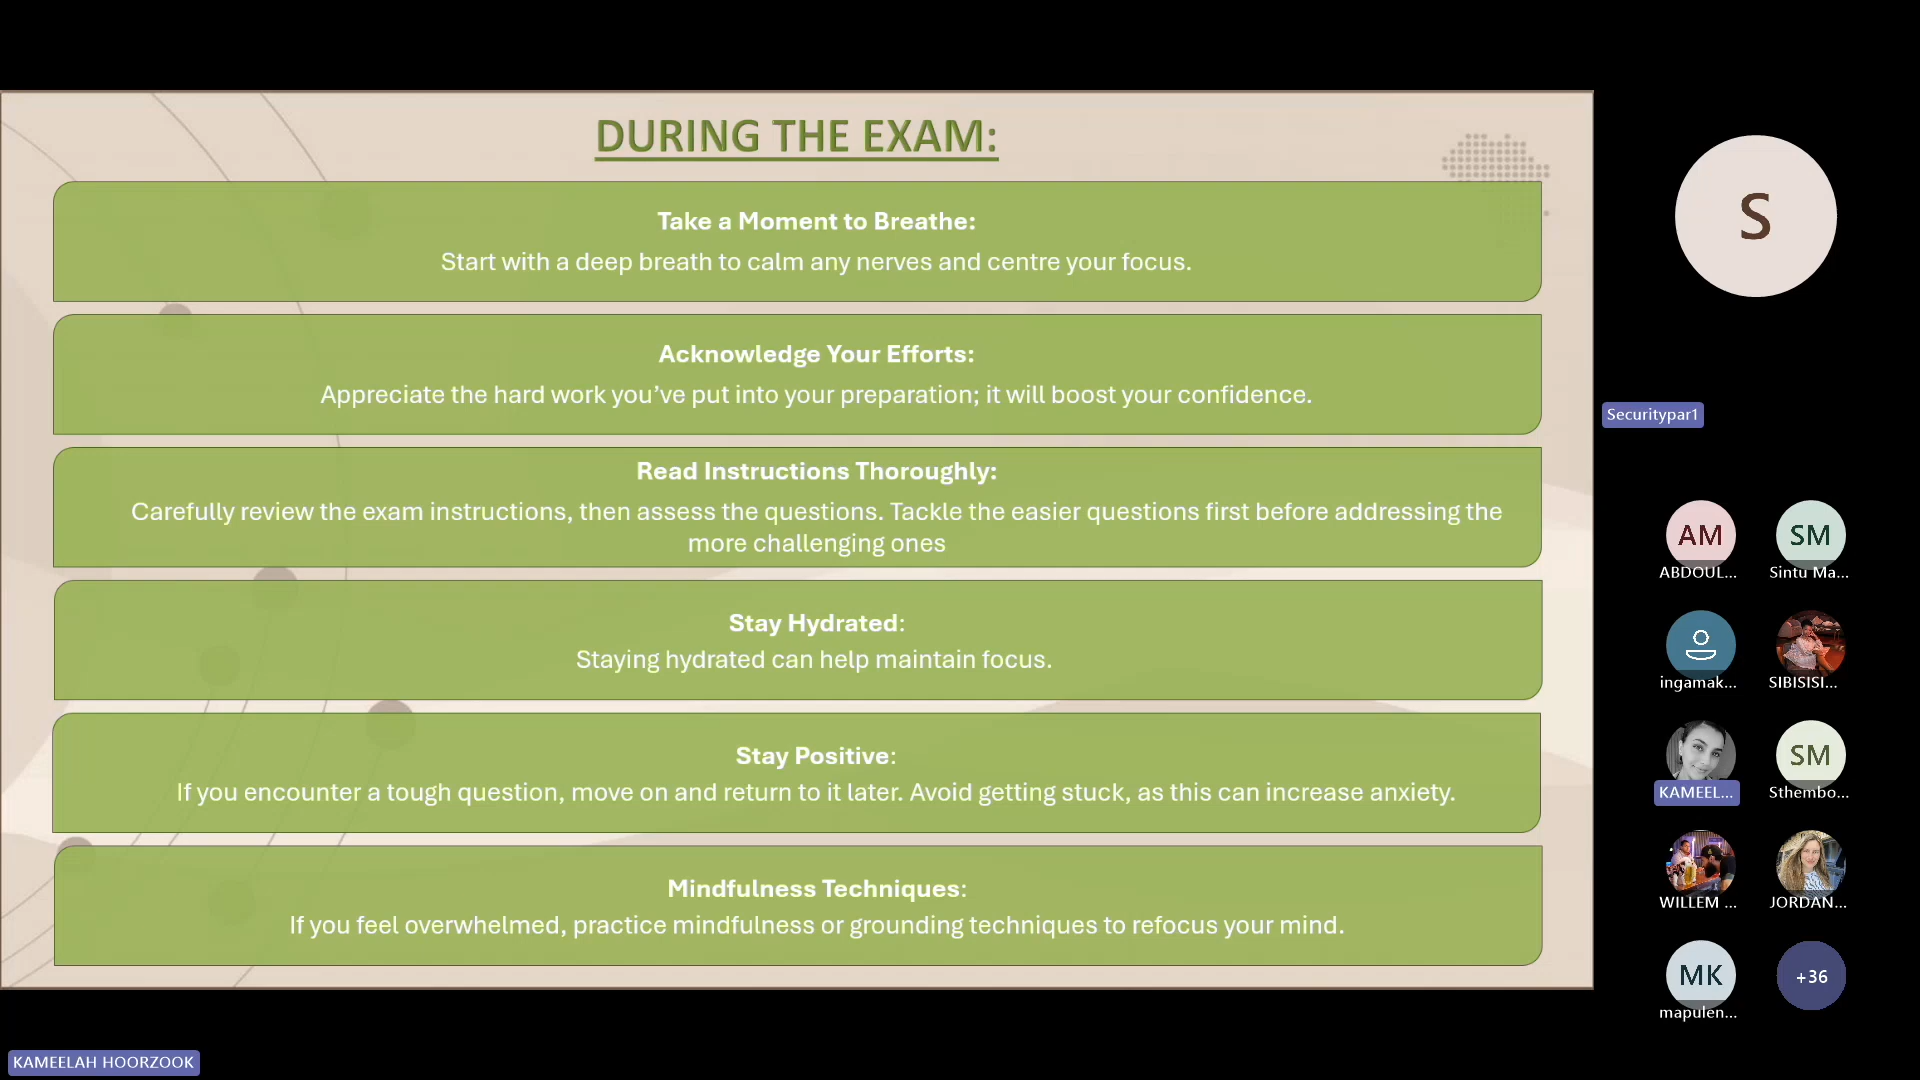 DURING THE EXAM:
Take a Moment to Breathe:
Start with a deep breath to calm any nerves and centre your focus.
Acknowledge Your Efforts:
Appreciate the hard work you’ve put into your preparation; it will boost your confidence.
Read Instructions Thoroughly:
Carefully review the exam instructions, then assess the questions. Tackle the easier questions first before addressing the
more challenging ones
Stay Hydrated:
Staying hydrated can help maintain focus.
Stay Positive:
If you encounter a tough question, move on and return to it later. Avoid getting stuck, as this can increase anxiety.
Mindfulness Techniques:
If you feel overwhelmed, practice mindfulness or grounding techniques to refocus your mind.
KAMEELAH HOORZOOK
S
Securitypar1
AM
ABDOUL...
SM
Sintu Ma...
ingamak...
SIBISISI...
KAMEEL...
SM
Sthembo...
WILLEM ...
JORDAN...
MK
mapulen...
+36